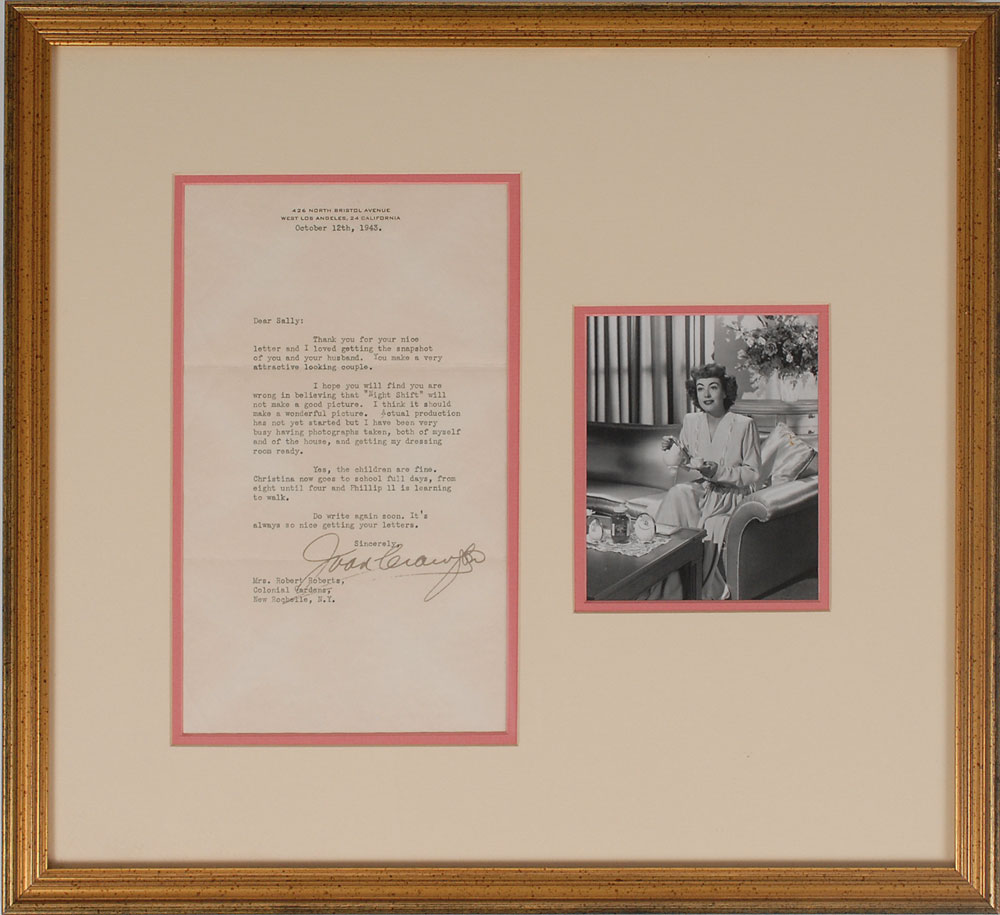 426 NORTH BRISTOL AVENUE
WEST LOS ANGELES, 24 CALIFORNIA
October 12th, 1943.
Dear Sally:
Thank you for your nice
letter and I loved getting the snapshot
of you and your husband. You make a very
attractive looking couple.
I hope you will find you are
wrong in believing that "Night Shift" will
not make a good picture. I think it should
make a wonderful picture. Actual production
has not yet started but I have been very
busy having photographs taken, both of myself
and of the house, and getting my dressing
room ready.
Yes, the children are fine.
Christina now goes to school full days, from
eight until four and Phillip 11 is learning
to walk.
Do write again soon. It's
always so nice getting your letters.
Sincerely,
Joan Crawford
Mrs. Robert Roberts,
Colonial Gardens,
New Rochelle, N.Y.